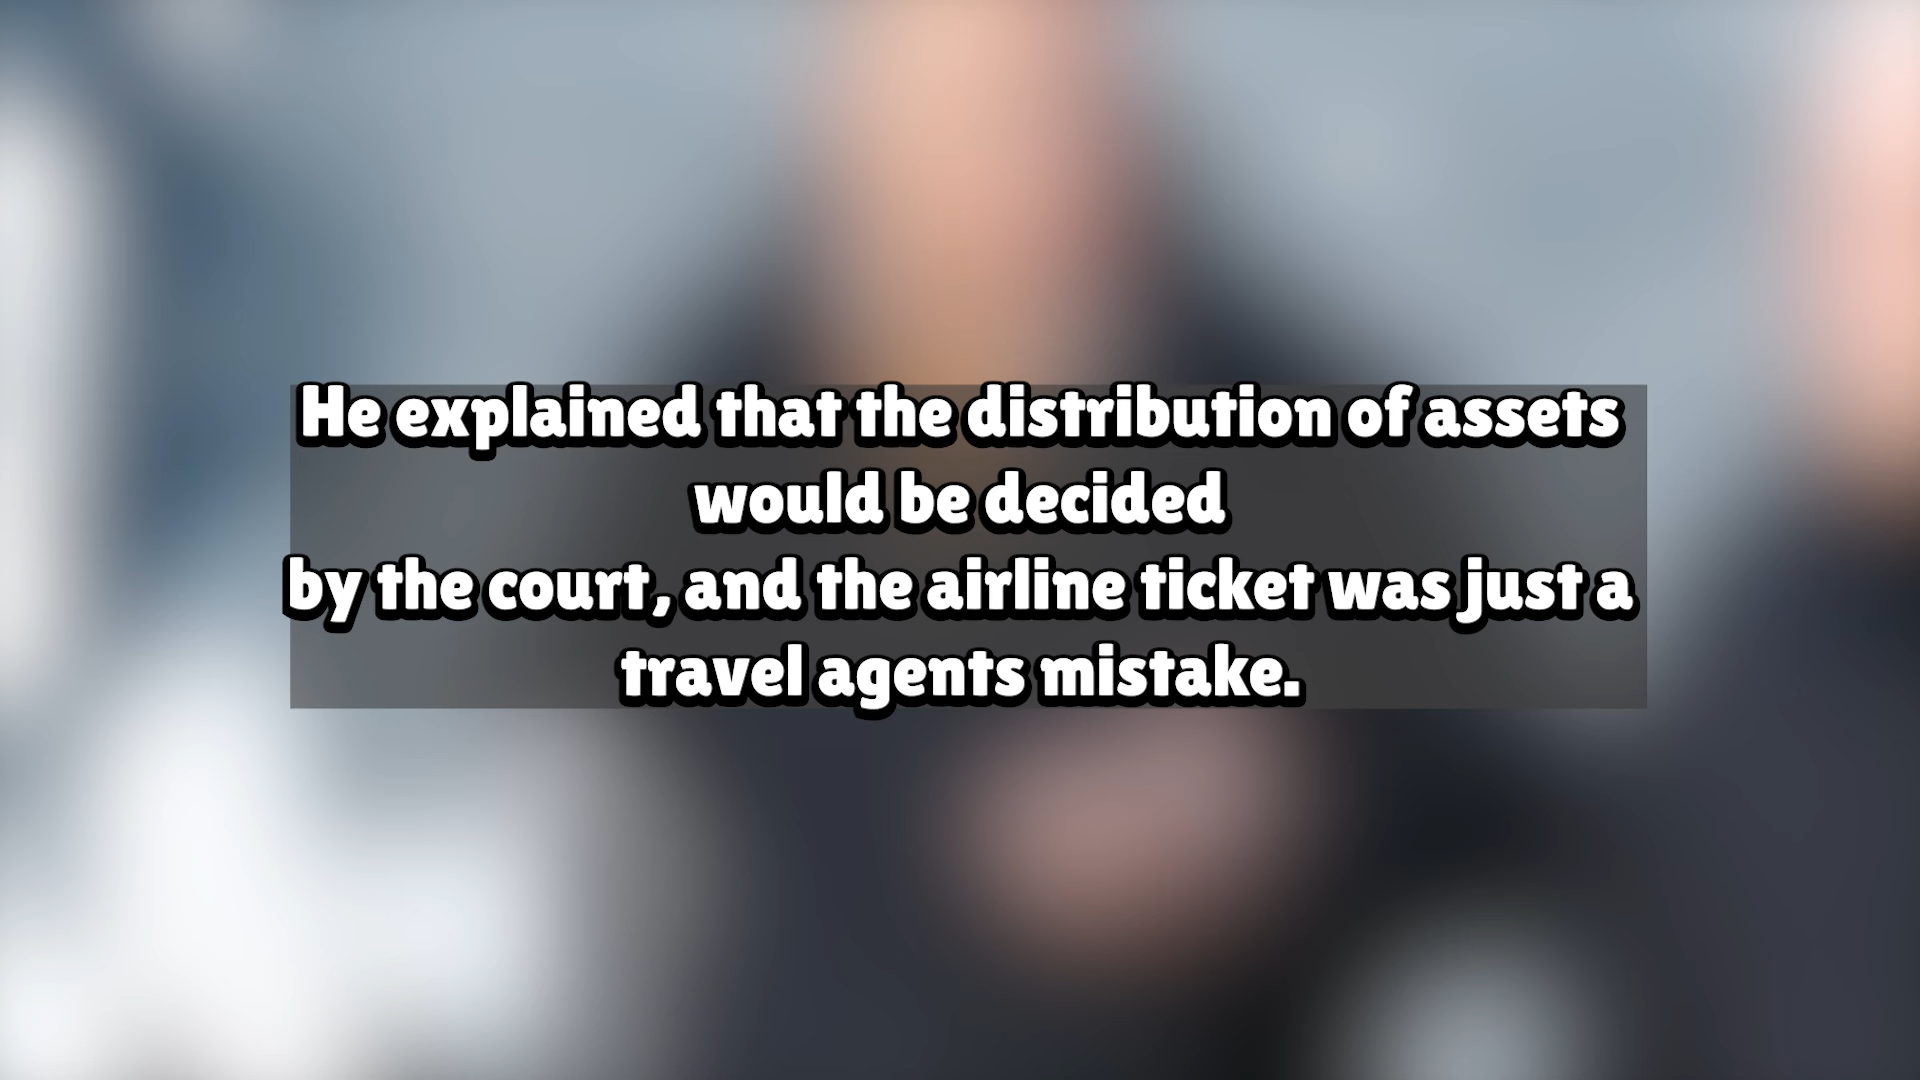 He explained that the distribution of assets
would be decided
by the court, and the airline ticket was just a
travel agents mistake.